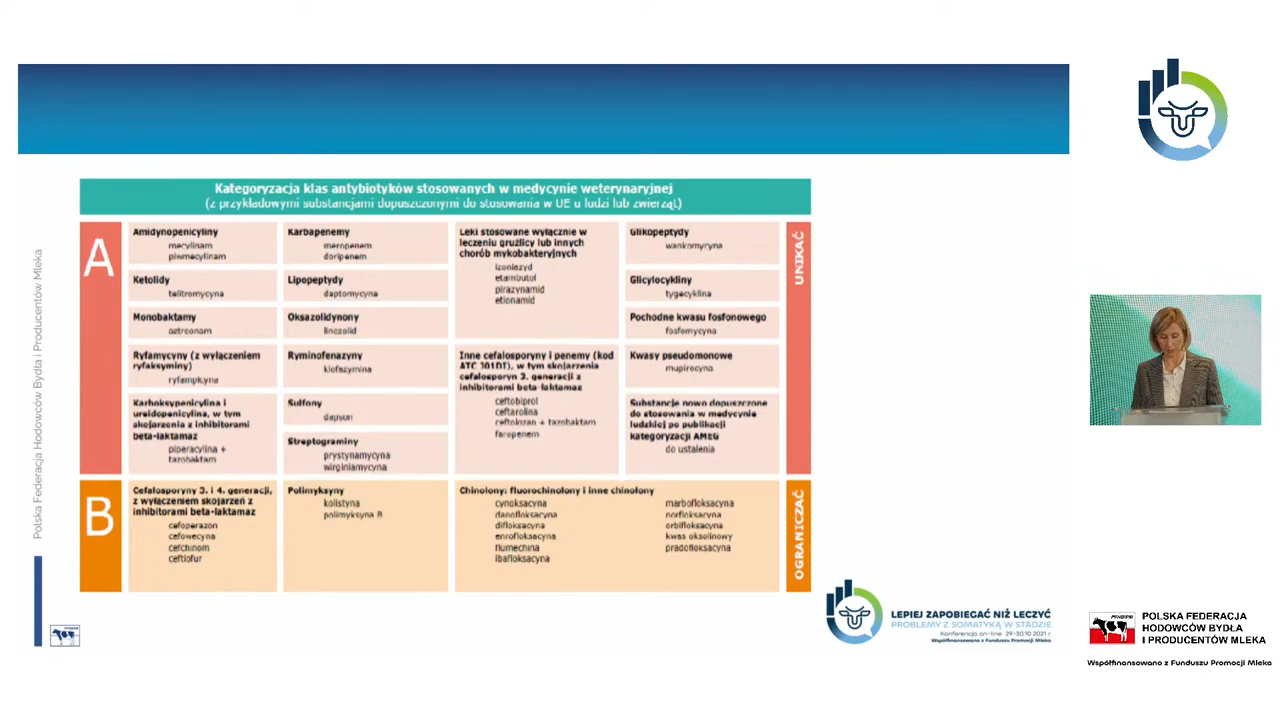 Kategoryzacja klas antybiotyków stosowanych w medycynie weterynaryjnej
(z przykładowymi substancjami dopuszczonymi do stosowania w UE u ludzi lub zwierząt)
A
Amidynopenicyliny
mecylinam
piwmecylinam
Ketolidy
telitromycyna
Monobaktamy
aztreonam
Ryfamycyny (z wyłączeniem
ryfaksyminy)
ryfampicyna
Karboksypenicylina i
ureidopenicylina, w tym
skojarzenia z inhibitorami
beta-laktamaz
piperacylina +
tazobaktam
Karbapenemy
meropenem
doripenem
Lipopeptydy
daptomycyna
Oksazolidynony
linezolid
Ryminofenazyny
klofazymina
Sulfony
dapson
Streptograminy
prystynamycyna
wirginiamycyna
Leki stosowane wyłącznie w
leczeniu gruźlicy lub innych
chorób mykobakteryjnych
izoniazyd
etambutol
pirazynamid
etionamid
Inne cefalosporyny i penemy (kod
ATC J01DI), w tym skojarzenia
cefalosporyn 3. generacji z
inhibitorami beta-laktamaz
ceftobiprol
ceftarolina
ceftolozan + tazobaktam
faropenem
Glikopeptydy
wankomycyna
Glicylocykliny
tygecyklina
Pochodne kwasu fosfonowego
fosfomycyna
Kwasy pseudomonowe
mupirocyna
Substancje nowo dopuszczone
do stosowania w medycynie
ludzkiej po publikacji
kategoryzacji AMEG
do ustalenia
UNIKAĆ
B
Cefalosporyny 3. i 4. generacji,
z wyłączeniem skojarzeń z
inhibitorami beta-laktamaz
cefoperazon
cefowecyna
cefchinom
ceftiofur
Polimyksyny
kolistyna
polimyksyna B
Chinolony: fluorochinolony i inne chinolony
cynoksacyna
danofloksacyna
difloksacyna
enrofloksacyna
flumechina
ibafloksacyna
marbofloksacyna
norfloksacyna
orbifloksacyna
kwas oksolinowy
pradofloksacyna
OGRANICZAĆ
Polska Federacja Hodowców Bydła i Producentów Mleka
LEPIEJ ZAPOBIEGAĆ NIŻ LECZYĆ
PROBLEMY Z SOMATYKĄ W STADZIE
Konferencja on-line 29-30.10.2021 r.
Współfinansowano z Funduszu Promocji Mleka
POLSKA FEDERACJA
HODOWCÓW BYDŁA
I PRODUCENTÓW MLEKA
Współfinansowano z Funduszu Promocji Mleka